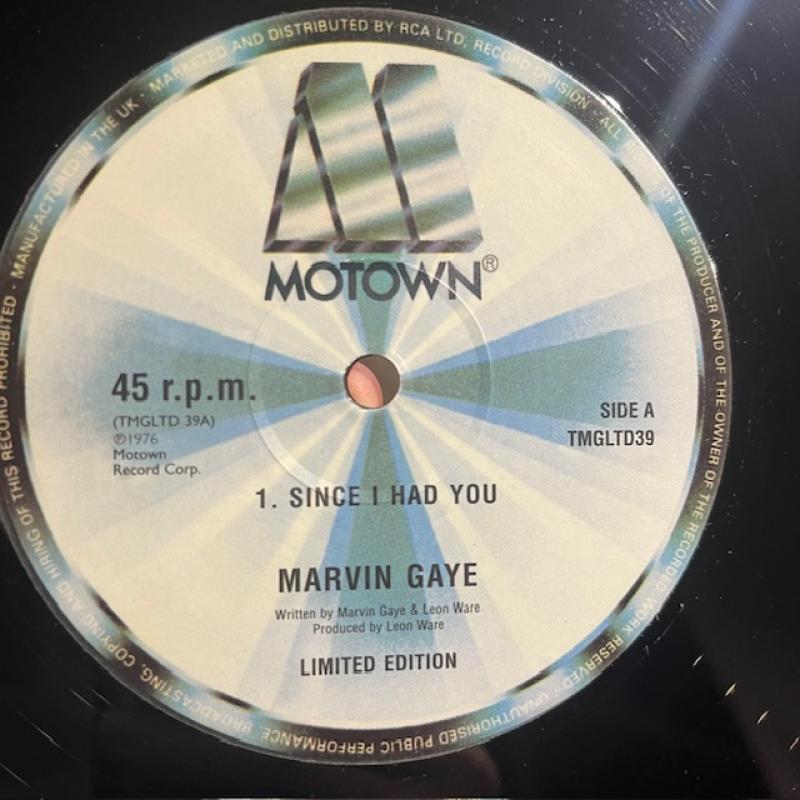 MOTOWN®
45 r.p.m.
(TMGLTD 39A)
℗1976
Motown
Record Corp.
SIDE A
TMGLTD39
1. SINCE I HAD YOU
MARVIN GAYE
Written by Marvin Gaye & Leon Ware
Produced by Leon Ware
LIMITED EDITION
MANUFACTURED IN THE UK · MARKETED AND DISTRIBUTED BY RCA LTD, RECORD DIVISION · ALL OF THE PRODUCER AND OF THE OWNER OF THE RECORDED WORK RESERVED · UNAUTHORISED PUBLIC PERFORMANCE, BROADCASTING, COPYING AND HIRING OF THIS RECORD PROHIBITED ·